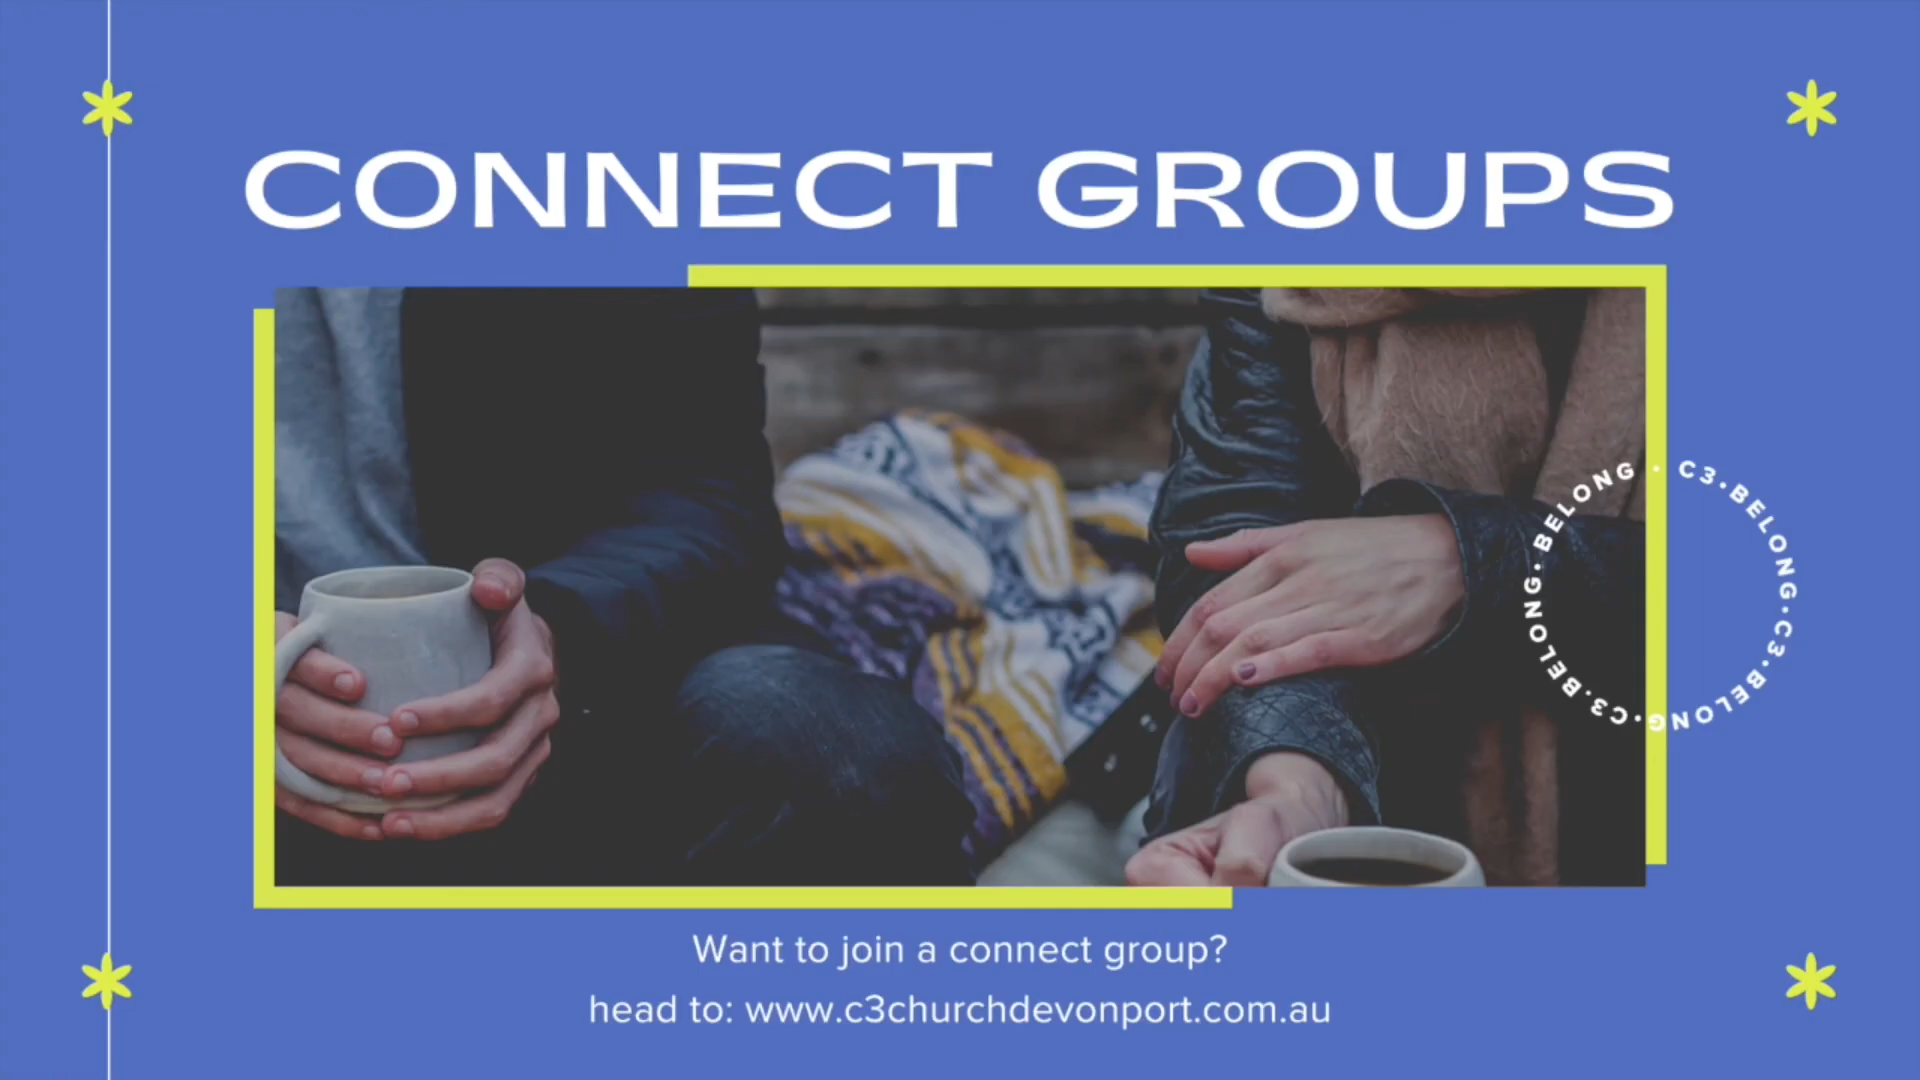 CONNECT GROUPS
· C3·BELONG·C3·BELONG·C3·BELONG·BELONG
Want to join a connect group?
head to: www.c3churchdevonport.com.au